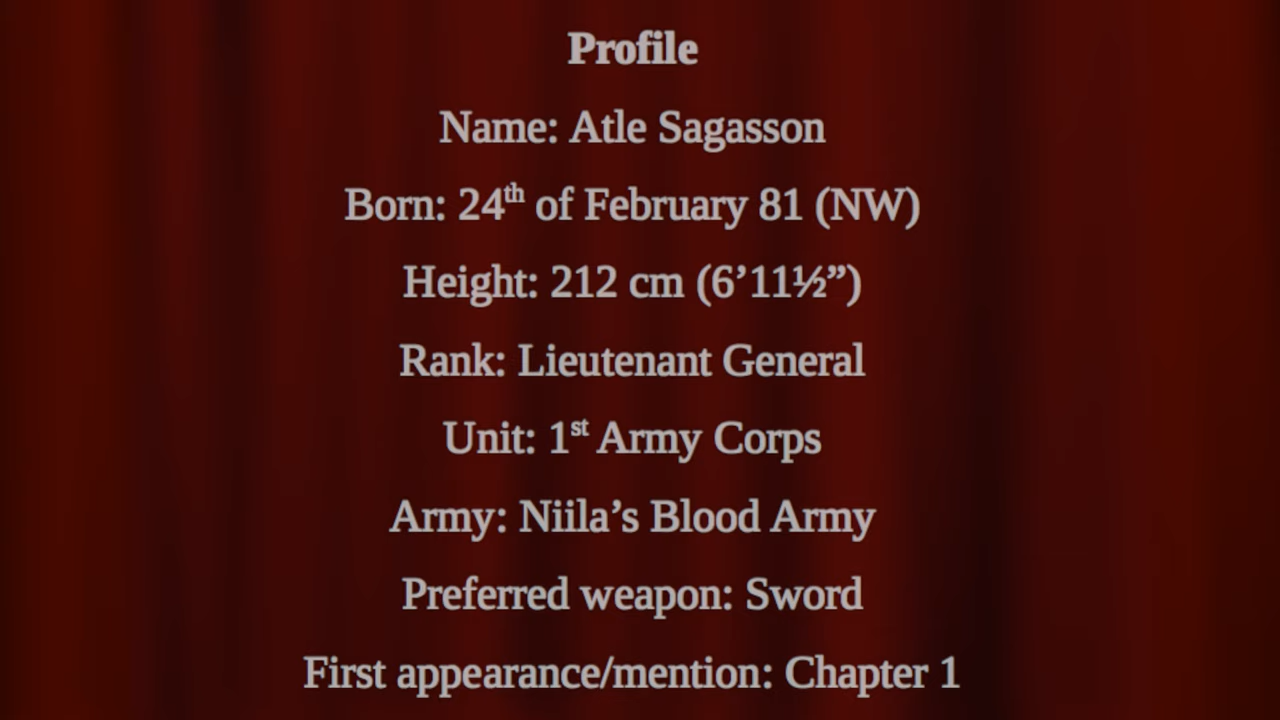 Profile
Name: Atle Sagasson
Born: 24th of February 81 (NW)
Height: 212 cm (6’11½”)
Rank: Lieutenant General
Unit: 1st Army Corps
Army: Niila’s Blood Army
Preferred weapon: Sword
First appearance/mention: Chapter 1